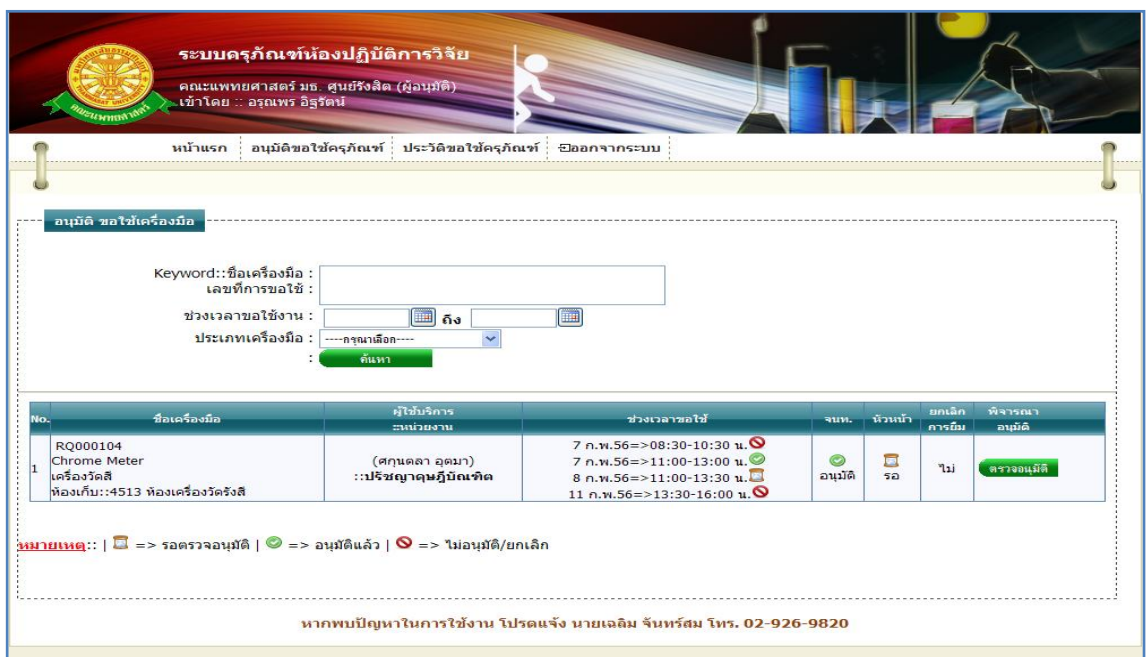 ระบบครุภัณฑ์ห้องปฏิบัติการวิจัย
คณะแพทยศาสตร์ มธ. ศูนย์รังสิต (ผู้อนุมัติ)
เข้าโดย :: อรุณพร อิฐรัตน์
คณะแพทยศาสตร์
หน้าแรก อนุมัติขอใช้ครุภัณฑ์ ประวัติขอใช้ครุภัณฑ์ ออกจากระบบ
อนุมัติ ขอใช้เครื่องมือ
Keyword::ชื่อเครื่องมือ :
เลขที่การขอใช้ :
ช่วงเวลาขอใช้งาน : ถึง
ประเภทเครื่องมือ : ----กรุณาเลือก----
: ค้นหา
No. ชื่อเครื่องมือ ผู้ใช้บริการ ::หน่วยงาน ช่วงเวลาขอใช้ จนท. หัวหน้า ยกเลิก การยืม พิจารณา อนุมัติ
1 RQ000104
Chrome Meter
เครื่องวัดสี
ห้องเก็บ::4513 ห้องเครื่องวัดรังสี
(ศกุนตลา อุตมา)
::ปรัชญาดุษฎีบัณฑิต
7 ก.พ.56=>08:30-10:30 น.
7 ก.พ.56=>11:00-13:00 น.
8 ก.พ.56=>11:00-13:30 น.
11 ก.พ.56=>13:30-16:00 น.
อนุมัติ
รอ
ไม่
ตรวจอนุมัติ
หมายเหตุ:: | => รอตรวจอนุมัติ | => อนุมัติแล้ว | => ไม่อนุมัติ/ยกเลิก
หากพบปัญหาในการใช้งาน โปรดแจ้ง นายเฉลิม จันทร์สม โทร. 02-926-9820